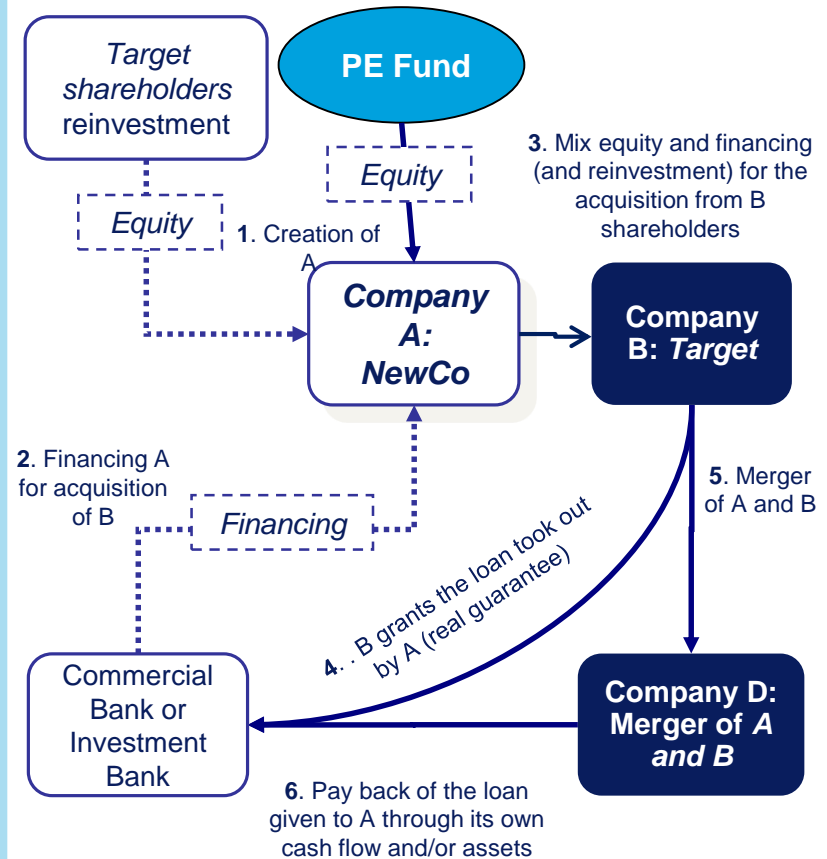 Target
shareholders
reinvestment
PE Fund
Equity
Equity
1. Creation of
A
3. Mix equity and financing
(and reinvestment) for the
acquisition from B
shareholders
Company
A:
NewCo
Company
B: Target
2. Financing A
for acquisition
of B
Financing
4. . B grants the loan took out
by A (real guarantee)
5. Merger
of A and B
Commercial
Bank or
Investment
Bank
Company D:
Merger of A
and B
6. Pay back of the loan
given to A through its own
cash flow and/or assets